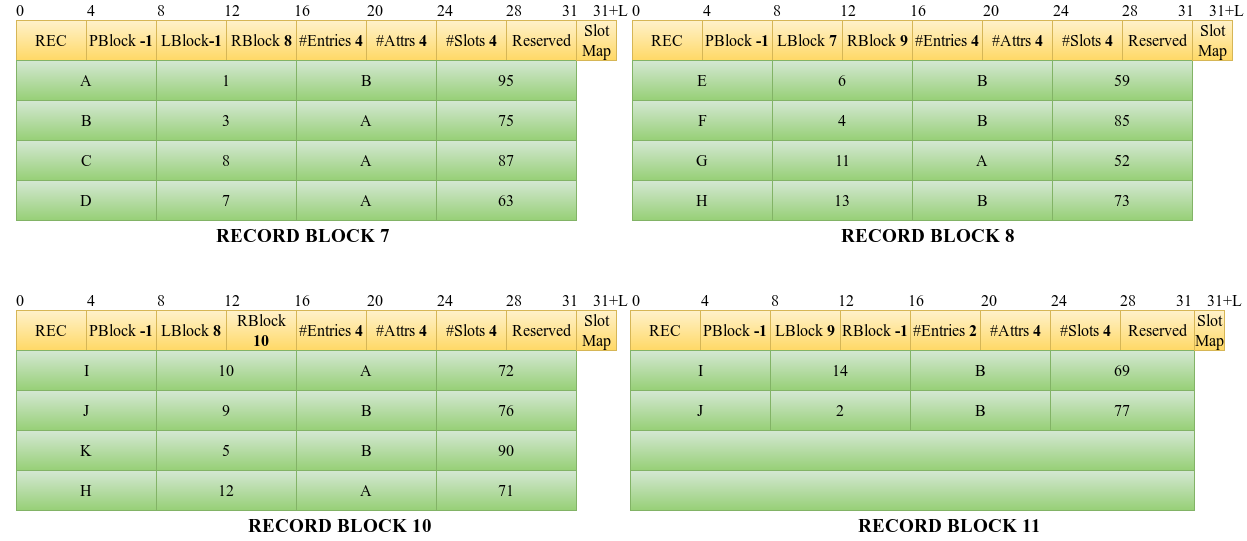 0 4 8 12 16 20 24 28 31 31+L
REC PBlock -1 LBlock-1 RBlock 8 #Entries 4 #Attrs 4 #Slots 4 Reserved Slot Map
A 1 B 95
B 3 A 75
C 8 A 87
D 7 A 63
RECORD BLOCK 7
0 4 8 12 16 20 24 28 31 31+L
REC PBlock -1 LBlock 7 RBlock 9 #Entries 4 #Attrs 4 #Slots 4 Reserved Slot Map
E 6 B 59
F 4 B 85
G 11 A 52
H 13 B 73
RECORD BLOCK 8
0 4 8 12 16 20 24 28 31 31+L
REC PBlock -1 LBlock 8 RBlock 10 #Entries 4 #Attrs 4 #Slots 4 Reserved Slot Map
I 10 A 72
J 9 B 76
K 5 B 90
H 12 A 71
RECORD BLOCK 10
0 4 8 12 16 20 24 28 31 31+L
REC PBlock -1 LBlock 9 RBlock -1 #Entries 2 #Attrs 4 #Slots 4 Reserved Slot Map
I 14 B 69
J 2 B 77
RECORD BLOCK 11